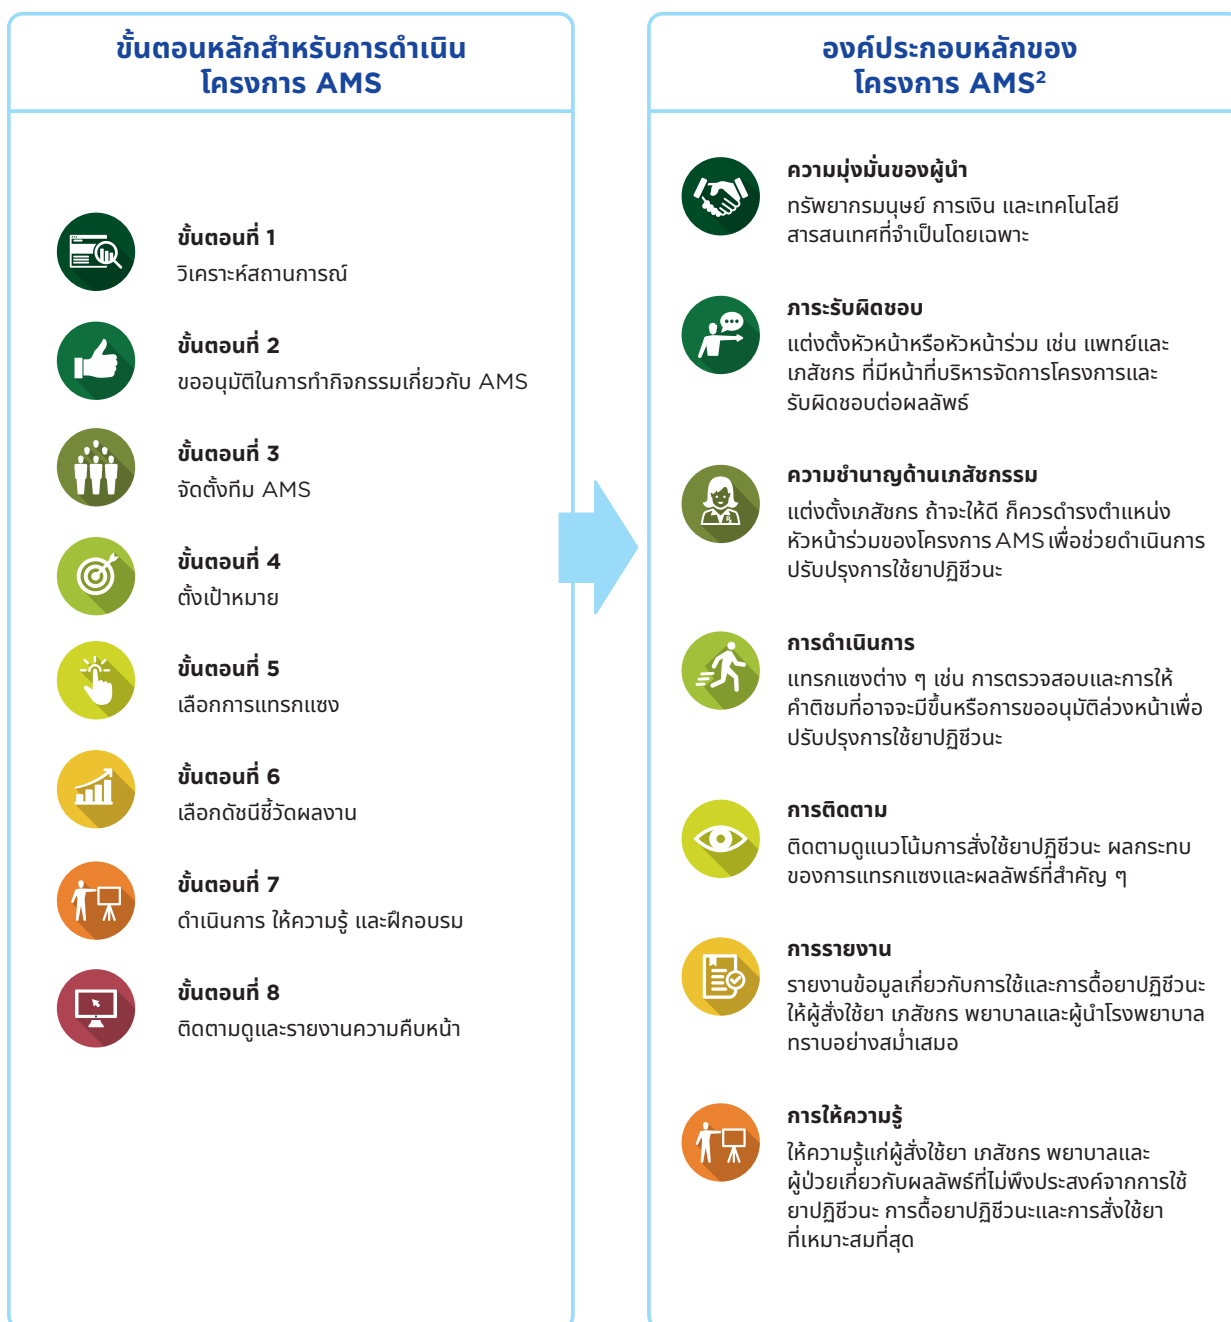 ขั้นตอนหลักสำหรับการดำเนิน
โครงการ AMS
ขั้นตอนที่ 1
วิเคราะห์สถานการณ์
ขั้นตอนที่ 2
ขออนุมัติในการทำกิจกรรมเกี่ยวกับ AMS
ขั้นตอนที่ 3
จัดตั้งทีม AMS
ขั้นตอนที่ 4
ตั้งเป้าหมาย
ขั้นตอนที่ 5
เลือกการแทรกแซง
ขั้นตอนที่ 6
เลือกดัชนีชี้วัดผลงาน
ขั้นตอนที่ 7
ดำเนินการ ให้ความรู้ และฝึกอบรม
ขั้นตอนที่ 8
ติดตามดูและรายงานความคืบหน้า
องค์ประกอบหลักของ
โครงการ AMS²
ความมุ่งมั่นของผู้นำ
ทรัพยากรมนุษย์ การเงิน และเทคโนโลยี
สารสนเทศที่จำเป็นโดยเฉพาะ
ภาระรับผิดชอบ
แต่งตั้งหัวหน้าหรือหัวหน้าร่วม เช่น แพทย์และ
เภสัชกร ที่มีหน้าที่บริหารจัดการโครงการและ
รับผิดชอบต่อผลลัพธ์
ความชำนาญด้านเภสัชกรรม
แต่งตั้งเภสัชกร ถ้าจะให้ดี ก็ควรดำรงตำแหน่ง
หัวหน้าร่วมของโครงการ AMS เพื่อช่วยดำเนินการ
ปรับปรุงการใช้ยาปฏิชีวนะ
การดำเนินการ
แทรกแซงต่าง ๆ เช่น การตรวจสอบและการให้
คำติชมที่อาจจะมีขึ้นหรือการขออนุมัติล่วงหน้าเพื่อ
ปรับปรุงการใช้ยาปฏิชีวนะ
การติดตาม
ติดตามดูแนวโน้มการสั่งใช้ยาปฏิชีวนะ ผลกระทบ
ของการแทรกแซงและผลลัพธ์ที่สำคัญ ๆ
การรายงาน
รายงานข้อมูลเกี่ยวกับการใช้และการดื้อยาปฏิชีวนะ
ให้ผู้สั่งใช้ยา เภสัชกร พยาบาลและผู้นำโรงพยาบาล
ทราบอย่างสม่ำเสมอ
การให้ความรู้
ให้ความรู้แก่ผู้สั่งใช้ยา เภสัชกร พยาบาลและ
ผู้ป่วยเกี่ยวกับผลลัพธ์ที่ไม่พึงประสงค์จากการใช้
ยาปฏิชีวนะ การดื้อยาปฏิชีวนะและการสั่งใช้ยา
ที่เหมาะสมที่สุด